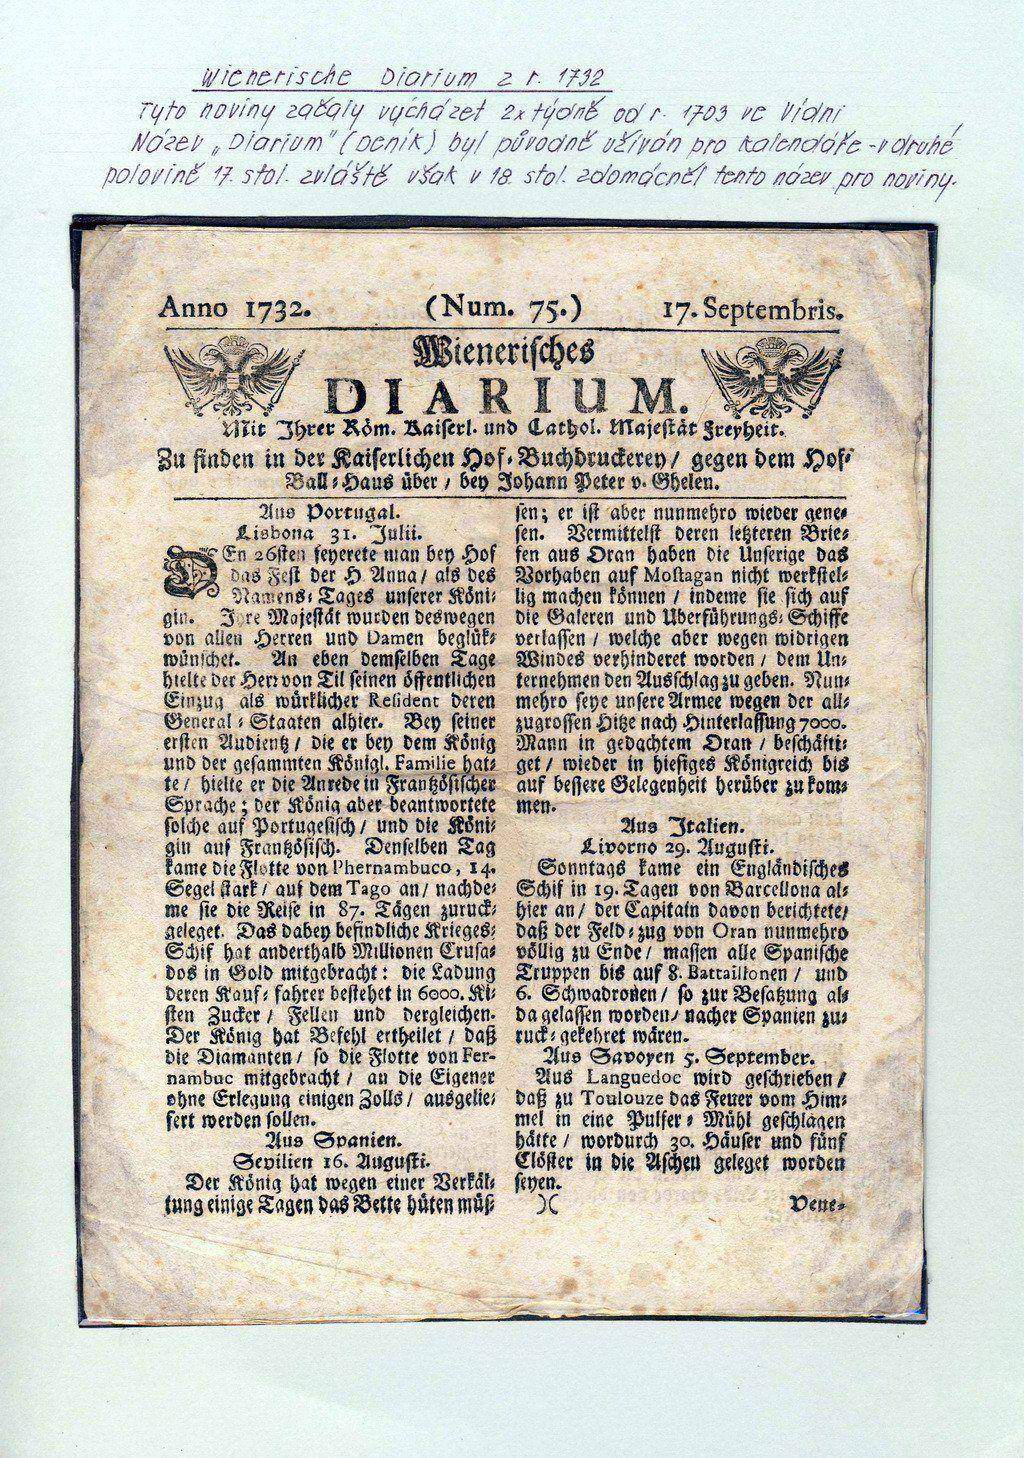 Wienerische Diarium z r. 1732
Tyto noviny začaly vycházet 2x týdně od r. 1703 ve Vídni
Název „Diarium" (Deník) byl původně užíván pro kalendáře - v druhé
polovině 17. stol. zvláště však v 18. stol. zdomácněl tento název pro noviny.
Anno 1732. (Num. 75.) 17. Septembris.
Wieneriſches
DIARIUM.
Mit Ihrer Röm. Kaiſerl. und Cathol. Majeſtät Freyheit.
Zu finden in der Kaiſerlichen Hof-Buchdruckerey / gegen dem Hof-
Ball-Haus über / bey Johann Peter v. Ghelen.
Aus Portugal.
Lisbona 31. Julii.
DEn 26ſten feyerete man bey Hof
das Feſt der H. Anna / als des
Namens-Tages unſerer Köni-
gin. Ihre Majeſtät wurden deswegen
von allen Herren und Damen beglük-
wünſchet. An eben demſelben Tage
hielte der Herr von Til ſeinen öffentlichen
Einzug als würklicher Reſident deren
General-Staaten alhier. Bey ſeiner
erſten Audientz / die er bey dem König
und der geſammten Königl. Familie hat-
te / hielte er die Anrede in Frantzöſiſcher
Sprache; der König aber beantwortete
ſolche auf Portugeſiſch / und die Köni-
gin auf Frantzöſiſch. Denſelben Tag
kame die Flotte von Phernambuco, 14.
Segel ſtark / auf dem Tago an / nachde-
me ſie die Reiſe in 87. Tägen zuruck-
geleget. Das dabey befindliche Krieges-
Schif hat anderthalb Millionen Cruſa-
dos in Gold mitgebracht: die Ladung
deren Kauf-fahrer beſtehet in 6000. Ki-
ſten Zucker / Fellen und dergleichen.
Der König hat Befehl ertheilet / daß
die Diamanten / ſo die Flotte von Fer-
nambuc mitgebracht / an die Eigener
ohne Erlegung einigen Zolls / ausgelie-
fert werden ſollen.
Aus Spanien.
Sevilien 16. Auguſti.
Der König hat wegen einer Verkäl-
tung einige Tagen das Bette hüten müſ-
ſen; er iſt aber nunmehro wieder gene-
ſen. Vermittelſt deren letzteren Brie-
fen aus Oran haben die Unſerige das
Vorhaben auf Moſtagan nicht werkſtel-
lig machen können / indeme ſie ſich auf
die Galeren und Uberführungs-Schiffe
verlaſſen / welche aber wegen widrigen
Windes verhinderet worden / dem Un-
ternehmen den Ausſchlag zu geben. Nun-
mehro ſeye unſere Armee wegen der all-
zugroſſen Hitze nach Hinterlaſſung 7000.
Mann in gedachtem Oran / beſchäfti-
get / wieder in hieſiges Königreich bis
auf beſſere Gelegenheit herüber zu kom-
men.
Aus Italien.
Livorno 29. Auguſti.
Sonntags kame ein Engländiſches
Schif in 19. Tagen von Barcellona al-
hier an / der Capitain davon berichtete /
daß der Feld-zug von Oran nunmehro
völlig zu Ende / maſſen alle Spaniſche
Truppen bis auf 8. Battaillonen / und
6. Schwadronen / ſo zur Beſatzung al-
da gelaſſen worden / nacher Spanien zu-
ruck-gekehret wären.
Aus Savoyen 5. September.
Aus Languedoc wird geſchrieben /
daß zu Toulouze das Feuer vom Him-
mel in eine Pulfer-Mühl geſchlagen
hätte / wordurch 30. Häuſer und fünf
Clöſter in die Aſchen geleget worden
ſeyen.
)( Vene-